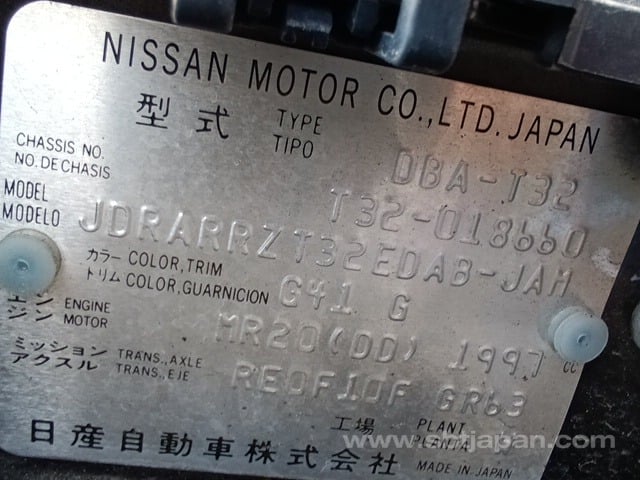 NISSAN MOTOR CO.,LTD. JAPAN
型式 TYPE TIPO DBA-T32
CHASSIS NO. NO. DE CHASIS T32-018660
MODEL MODELO JDRARRZT32EDAB-JAM
カラー COLOR, TRIM
トリム COLOR, GUARNICION G41 G
エンジン ENGINE MOTOR MR20(DD) 1997 CC
ミッション TRANS., AXLE
アクスル TRANS., EJE RE0F10F GR63
工場 PLANT PLANTA
日産自動車株式会社 MADE IN JAPAN
www.cmtjapan.com